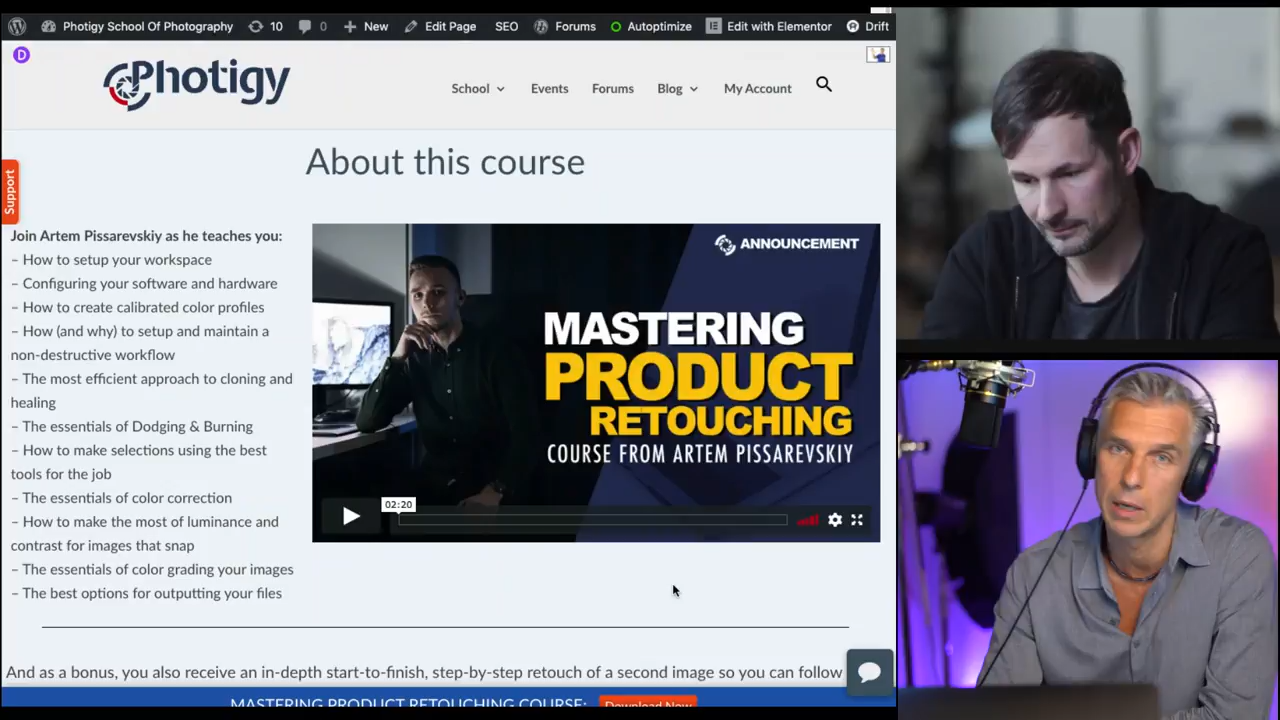 Photigy School Of Photography 10 0 New Edit Page SEO Forums Autoptimize Edit with Elementor Drift
D
Photigy
School Events Forums Blog My Account
About this course
Support
Join Artem Pissarevskiy as he teaches you:
– How to setup your workspace
– Configuring your software and hardware
– How to create calibrated color profiles
– How (and why) to setup and maintain a
non-destructive workflow
– The most efficient approach to cloning and
healing
– The essentials of Dodging & Burning
– How to make selections using the best
tools for the job
– The essentials of color correction
– How to make the most of luminance and
contrast for images that snap
– The essentials of color grading your images
– The best options for outputting your files
ANNOUNCEMENT
MASTERING
PRODUCT
RETOUCHING
COURSE FROM ARTEM PISSAREVSKIY
02:20
And as a bonus, you also receive an in-depth start-to-finish, step-by-step retouch of a second image so you can follow
MASTERING PRODUCT RETOUCHING COURSE: Download Now